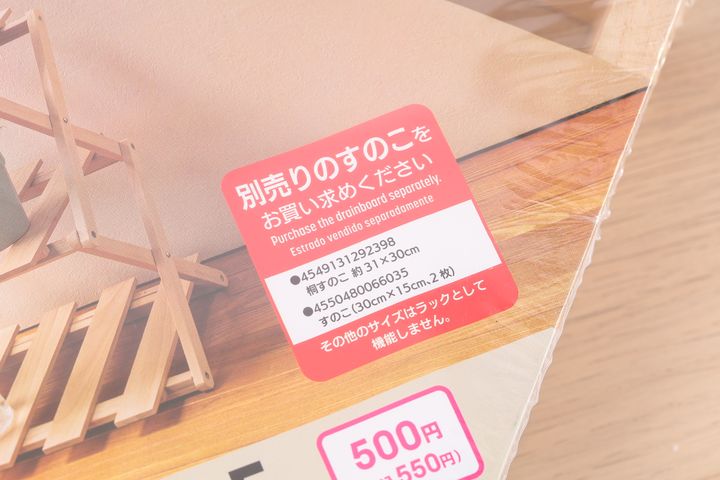 別売りのすのこを
お買い求めください
Purchase the drainboard separately.
Estrado vendido separadamente
●4549131292398
桐すのこ 約31×30cm
●4550480066035
すのこ(30cm×15cm、2枚)
その他のサイズはラックとして
機能しません。
500円
550円)